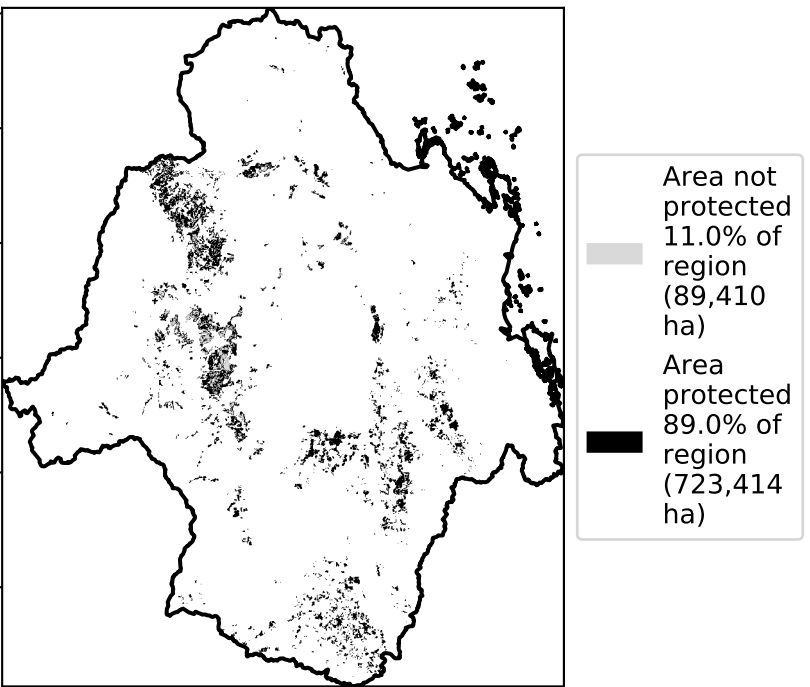 Area not
protected
11.0% of
region
(89,410
ha)
Area
protected
89.0% of
region
(723,414
ha)